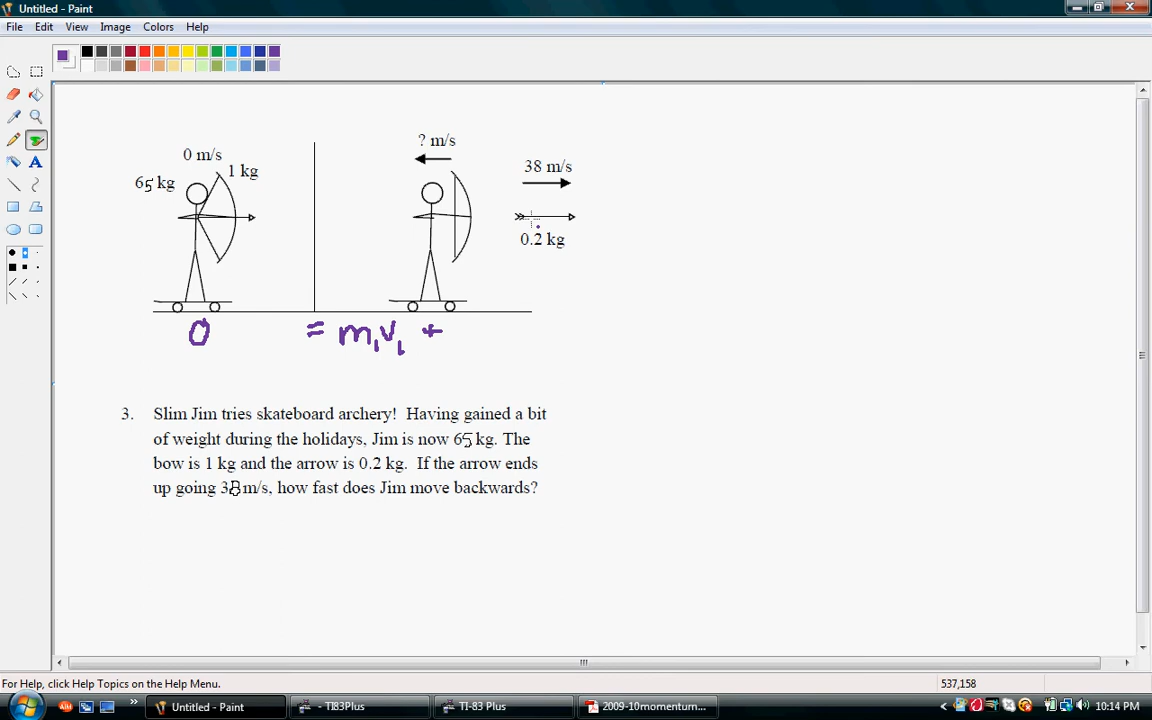 Untitled - Paint
File Edit View Image Colors Help
0 m/s
1 kg
65 kg
? m/s
38 m/s
0.2 kg
0 = m₁v₁ +
3. Slim Jim tries skateboard archery! Having gained a bit
of weight during the holidays, Jim is now 65 kg. The
bow is 1 kg and the arrow is 0.2 kg. If the arrow ends
up going 38 m/s, how fast does Jim move backwards?
For Help, click Help Topics on the Help Menu.
537,158
Untitled - Paint
- TI83Plus
TI-83 Plus
2009-10momentum...
10:14 PM